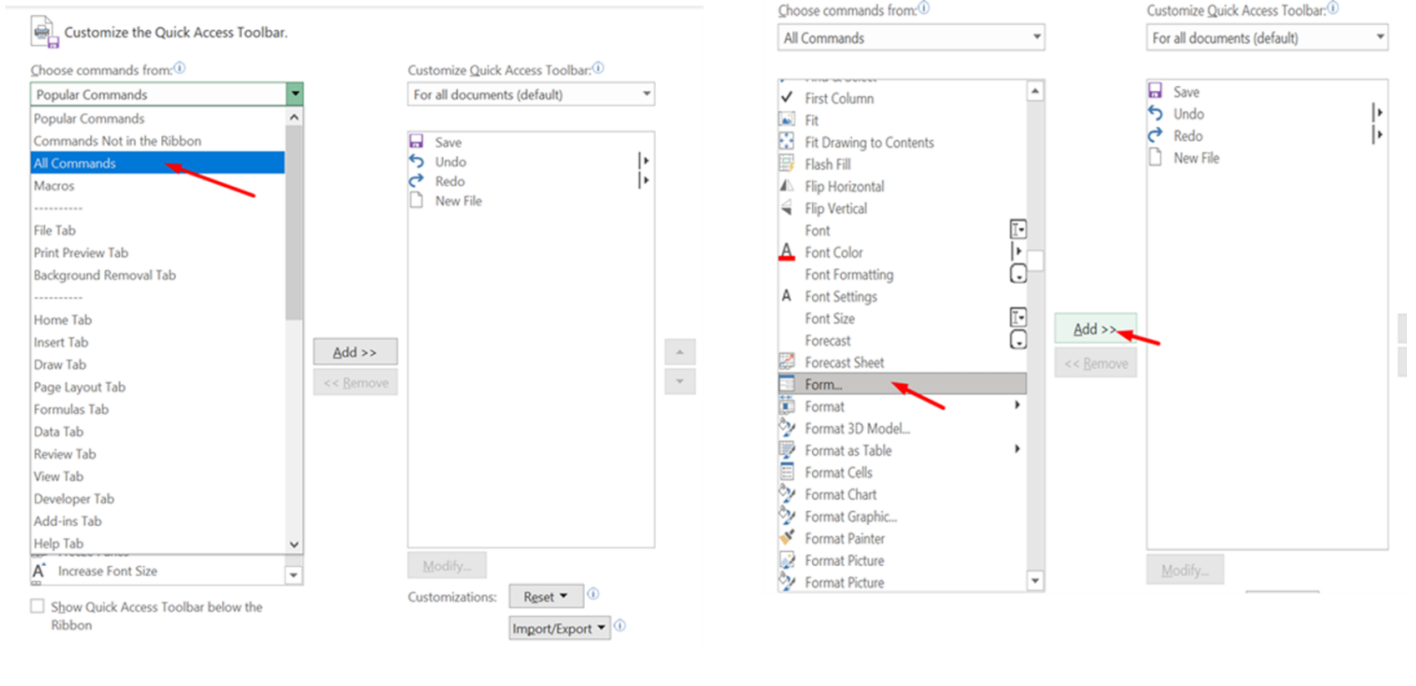 Customize the Quick Access Toolbar.
Choose commands from:
Popular Commands
Popular Commands
Commands Not in the Ribbon
All Commands
Macros
----------
File Tab
Print Preview Tab
Background Removal Tab
----------
Home Tab
Insert Tab
Draw Tab
Page Layout Tab
Formulas Tab
Data Tab
Review Tab
View Tab
Developer Tab
Add-ins Tab
Help Tab
Increase Font Size
Show Quick Access Toolbar below the
Ribbon
Add >>
<< Remove
Customize Quick Access Toolbar:
For all documents (default)
Save
Undo
Redo
New File
Modify...
Customizations:
Reset
Import/Export
Choose commands from:
All Commands
First Column
Fit
Fit Drawing to Contents
Flash Fill
Flip Horizontal
Flip Vertical
Font
Font Color
Font Formatting
Font Settings
Font Size
Forecast
Forecast Sheet
Form...
Format
Format 3D Model...
Format as Table
Format Cells
Format Chart
Format Graphic...
Format Painter
Format Picture
Format Picture
Add >>
<< Remove
Customize Quick Access Toolbar:
For all documents (default)
Save
Undo
Redo
New File
Modify...